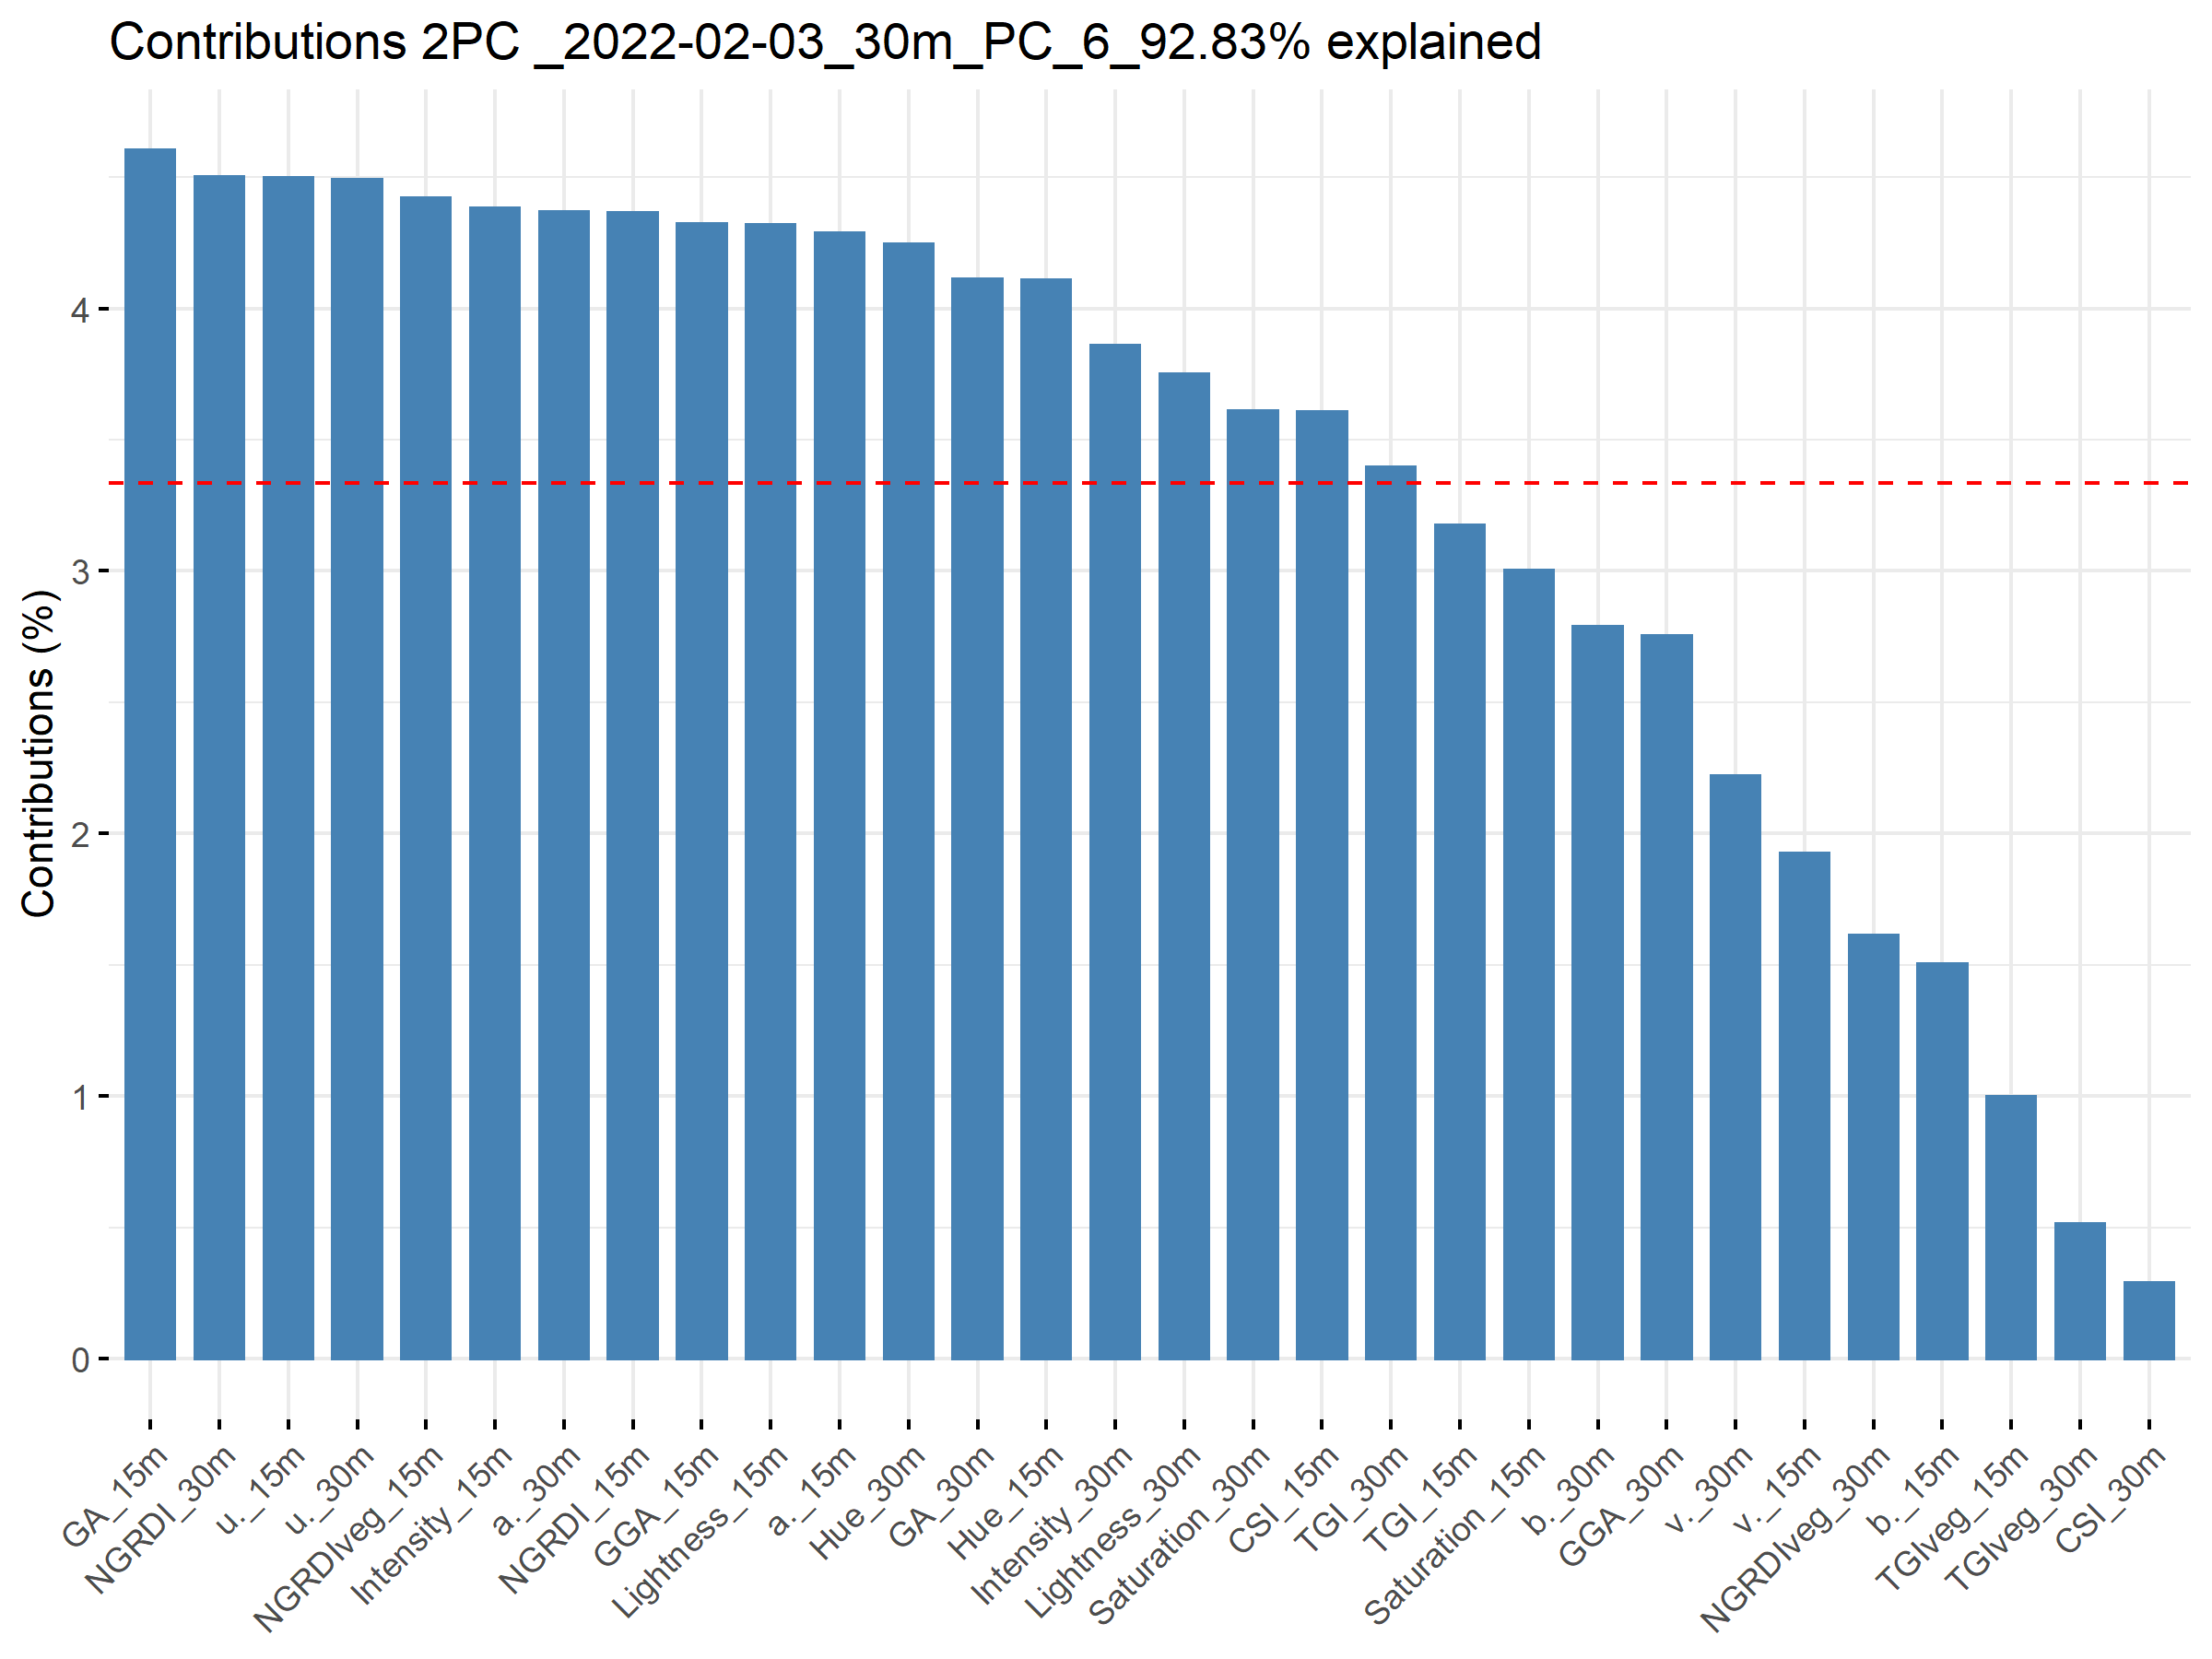 Contributions 2PC _2022-02-03_30m_PC_6_92.83% explained
Contributions (%)
4
3
2
1
0
GA_15m
NGRDI_30m
u._15m
u._30m
NGRDIveg_15m
Intensity_15m
a._30m
NGRDI_15m
GGA_15m
Lightness_15m
a._15m
Hue_30m
GA_30m
Hue_15m
Intensity_30m
Lightness_30m
Saturation_30m
CSI_15m
TGI_30m
TGI_15m
Saturation_15m
b._30m
GGA_30m
v._30m
v._15m
NGRDIveg_30m
b._15m
TGIveg_15m
TGIveg_30m
CSI_30m